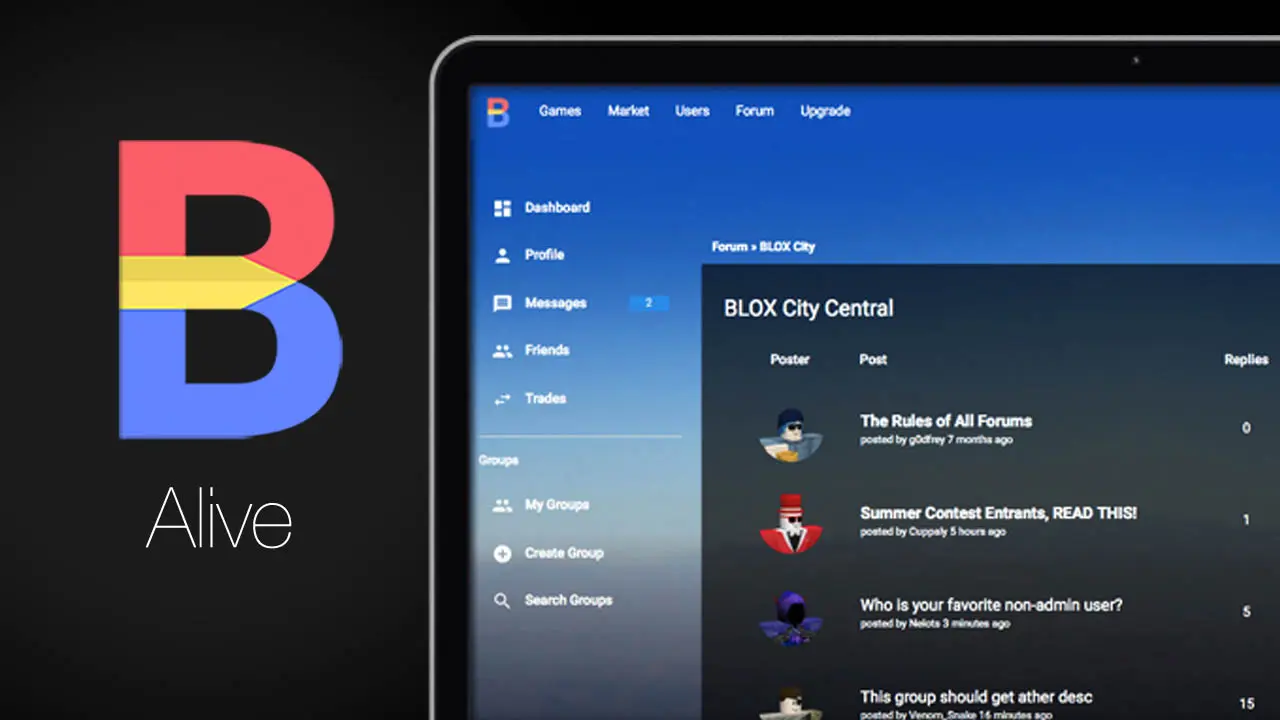 B
Alive
B
Games Market Users Forum Upgrade
Dashboard
Profile
Messages 2
Friends
Trades
Groups
My Groups
Create Group
Search Groups
Forum » BLOX City
BLOX City Central
Poster Post Replies
The Rules of All Forums
posted by g0dfrey 7 months ago
0
Summer Contest Entrants, READ THIS!
posted by Cuppaly 5 hours ago
1
Who is your favorite non-admin user?
posted by Nelots 3 minutes ago
5
This group should get ather desc
posted by Venom_Snake 16 minutes ago
15